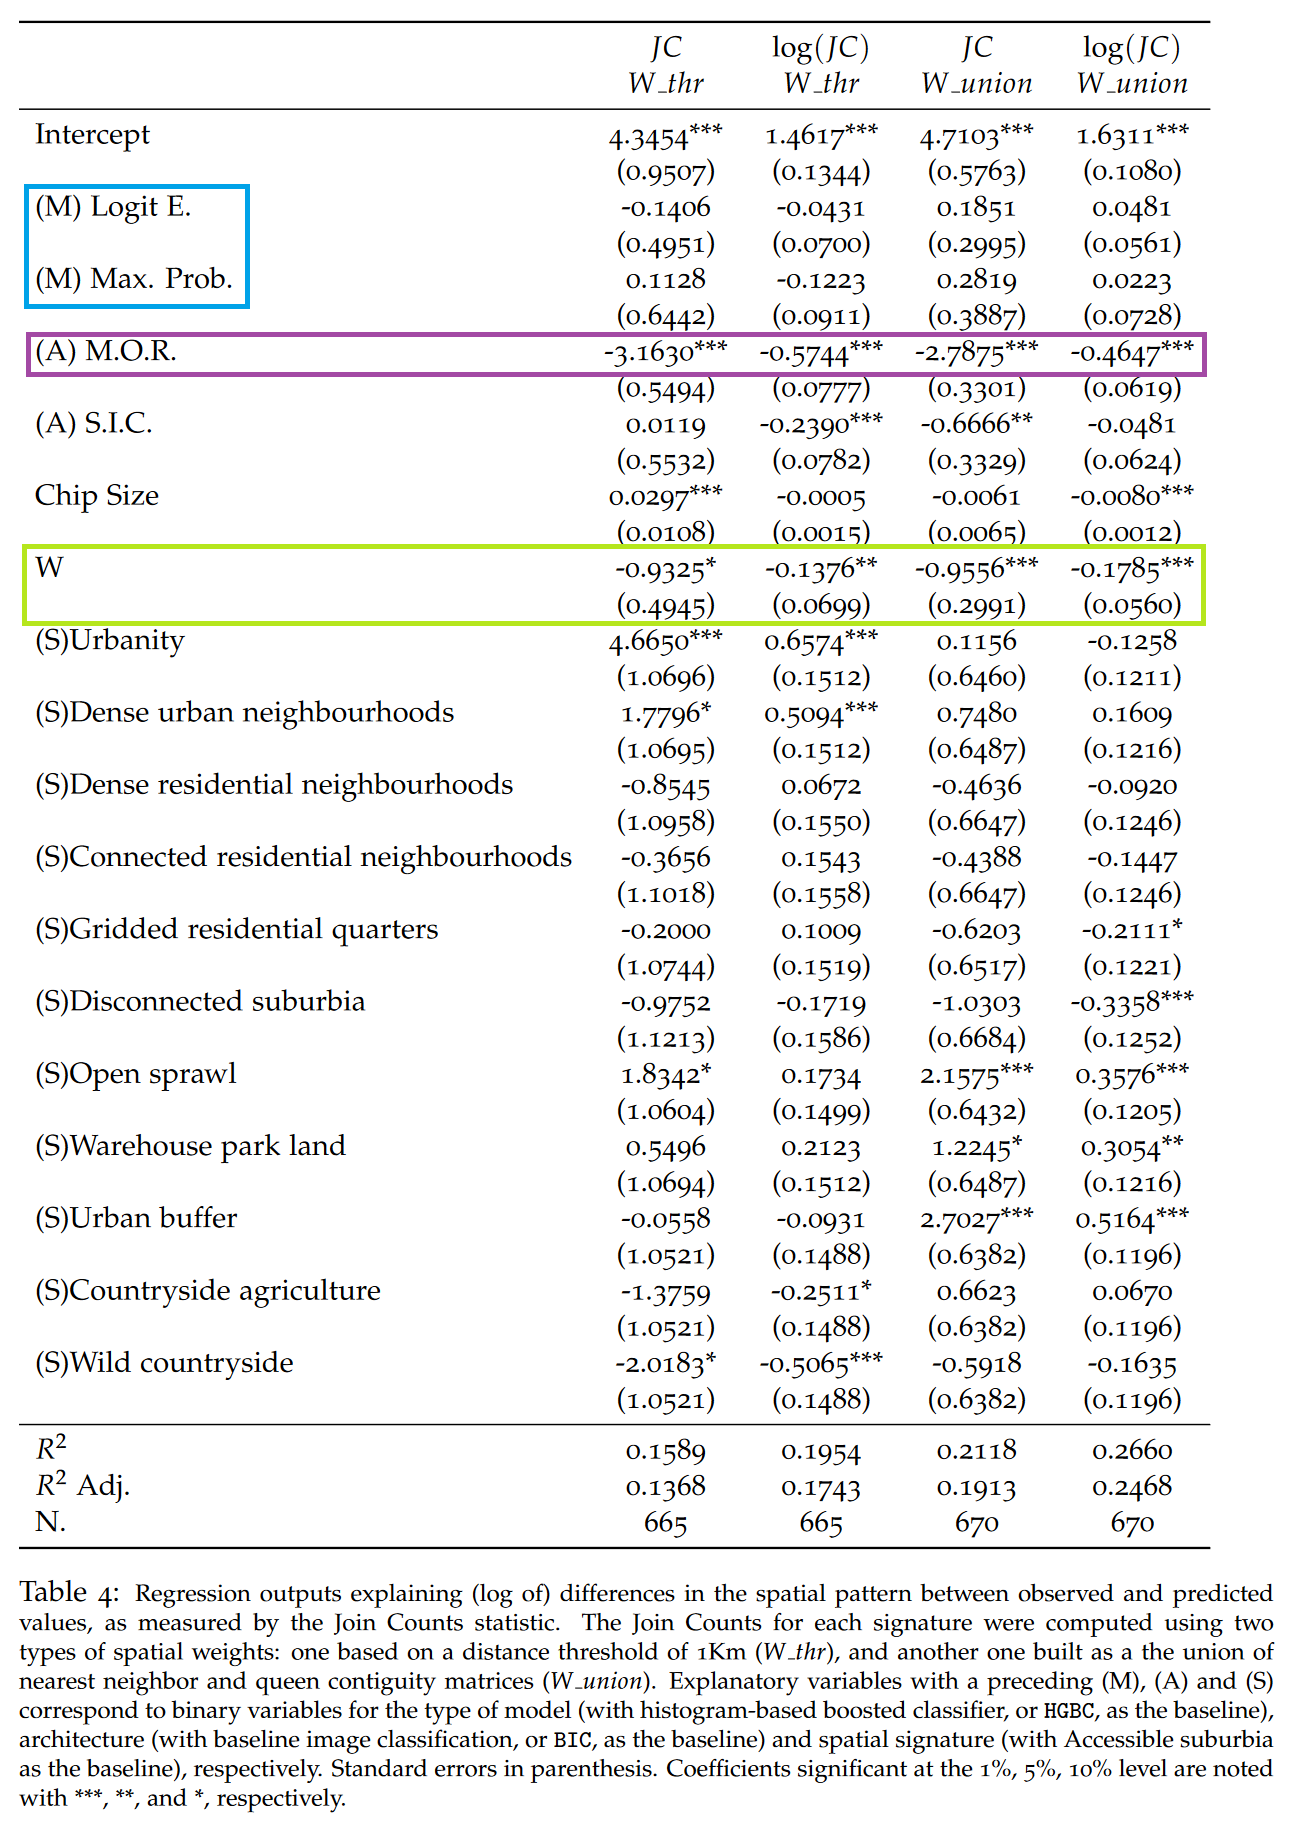 JC log(JC) JC log(JC)
W_thr W_thr W_union W_union
Intercept 4.3454*** 1.4617*** 4.7103*** 1.6311***
(0.9507) (0.1344) (0.5763) (0.1080)
(M) Logit E. -0.1406 -0.0431 0.1851 0.0481
(0.4951) (0.0700) (0.2995) (0.0561)
(M) Max. Prob. 0.1128 -0.1223 0.2819 0.0223
(0.6442) (0.0911) (0.3887) (0.0728)
(A) M.O.R. -3.1630*** -0.5744*** -2.7875*** -0.4647***
(0.5494) (0.0777) (0.3301) (0.0619)
(A) S.I.C. 0.0119 -0.2390*** -0.6666** -0.0481
(0.5532) (0.0782) (0.3329) (0.0624)
Chip Size 0.0297*** -0.0005 -0.0061 -0.0080***
(0.0108) (0.0015) (0.0065) (0.0012)
W -0.9325* -0.1376** -0.9556*** -0.1785***
(0.4945) (0.0699) (0.2991) (0.0560)
(S)Urbanity 4.6650*** 0.6574*** 0.1156 -0.1258
(1.0696) (0.1512) (0.6460) (0.1211)
(S)Dense urban neighbourhoods 1.7796* 0.5094*** 0.7480 0.1609
(1.0695) (0.1512) (0.6487) (0.1216)
(S)Dense residential neighbourhoods -0.8545 0.0672 -0.4636 -0.0920
(1.0958) (0.1550) (0.6647) (0.1246)
(S)Connected residential neighbourhoods -0.3656 0.1543 -0.4388 -0.1447
(1.1018) (0.1558) (0.6647) (0.1246)
(S)Gridded residential quarters -0.2000 0.1009 -0.6203 -0.2111*
(1.0744) (0.1519) (0.6517) (0.1221)
(S)Disconnected suburbia -0.9752 -0.1719 -1.0303 -0.3358***
(1.1213) (0.1586) (0.6684) (0.1252)
(S)Open sprawl 1.8342* 0.1734 2.1575*** 0.3576***
(1.0604) (0.1499) (0.6432) (0.1205)
(S)Warehouse park land 0.5496 0.2123 1.2245* 0.3054**
(1.0694) (0.1512) (0.6487) (0.1216)
(S)Urban buffer -0.0558 -0.0931 2.7027*** 0.5164***
(1.0521) (0.1488) (0.6382) (0.1196)
(S)Countryside agriculture -1.3759 -0.2511* 0.6623 0.0670
(1.0521) (0.1488) (0.6382) (0.1196)
(S)Wild countryside -2.0183* -0.5065*** -0.5918 -0.1635
(1.0521) (0.1488) (0.6382) (0.1196)
R² 0.1589 0.1954 0.2118 0.2660
R² Adj. 0.1368 0.1743 0.1913 0.2468
N. 665 665 670 670
Table 4: Regression outputs explaining (log of) differences in the spatial pattern between observed and predicted
values, as measured by the Join Counts statistic. The Join Counts for each signature were computed using two
types of spatial weights: one based on a distance threshold of 1Km (W_thr), and another one built as a the union of
nearest neighbor and queen contiguity matrices (W_union). Explanatory variables with a preceding (M), (A) and (S)
correspond to binary variables for the type of model (with histogram-based boosted classifier, or HGBC, as the baseline),
architecture (with baseline image classification, or BIC, as the baseline) and spatial signature (with Accessible suburbia
as the baseline), respectively. Standard errors in parenthesis. Coefficients significant at the 1%, 5%, 10% level are noted
with ***, **, and *, respectively.